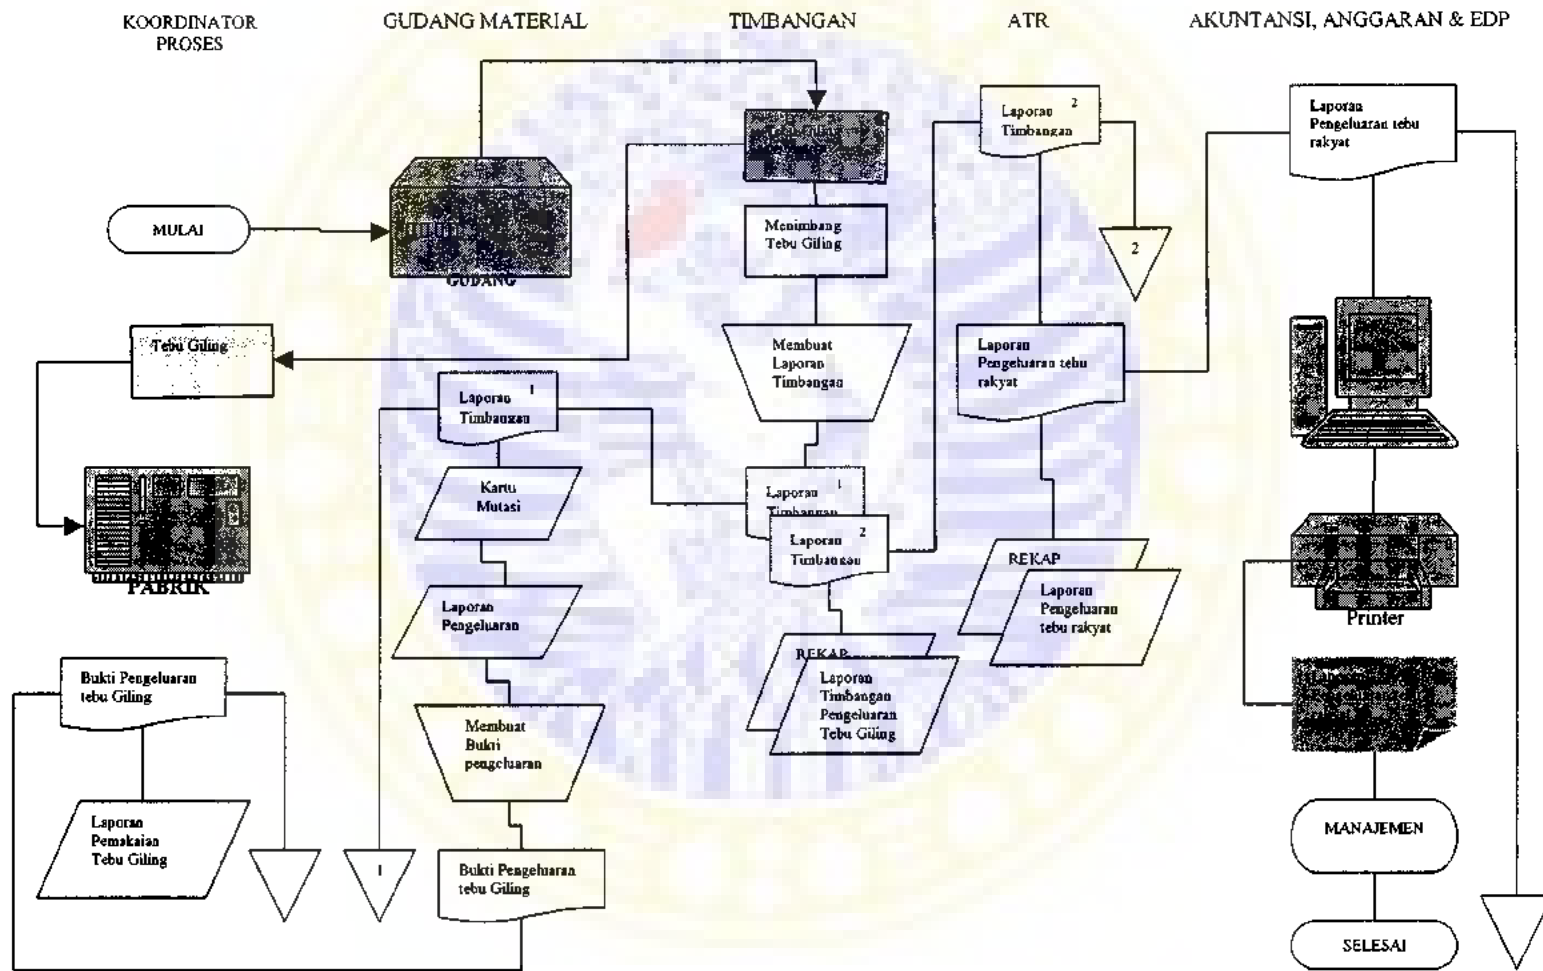 KOORDINATOR
PROSES
GUDANG MATERIAL
TIMBANGAN
ATR
AKUNTANSI, ANGGARAN & EDP
MULAI
GUDANG
Tebu Giling
PABRIK
Bukti Pengeluaran
tebu Giling
Laporan
Pemakaian
Tebu Giling
Laporan 1
Timbangan
Kartu
Mutasi
Laporan
Pengeluaran
Membuat
Bukti
pengeluaran
Bukti Pengeluaran
tebu Giling
1
Tebu Giling
Menimbang
Tebu Giling
Membuat
Laporan
Timbangan
Laporan 1
Timbangan
Laporan 2
Timbangan
REKAP
Laporan
Timbangan
Pengeluaran
Tebu Giling
Laporan 2
Timbangan
2
Laporan
Pengeluaran tebu
rakyat
REKAP
Laporan
Pengeluaran
tebu rakyat
Laporan
Pengeluaran tebu
rakyat
Printer
MANAJEMEN
SELESAI